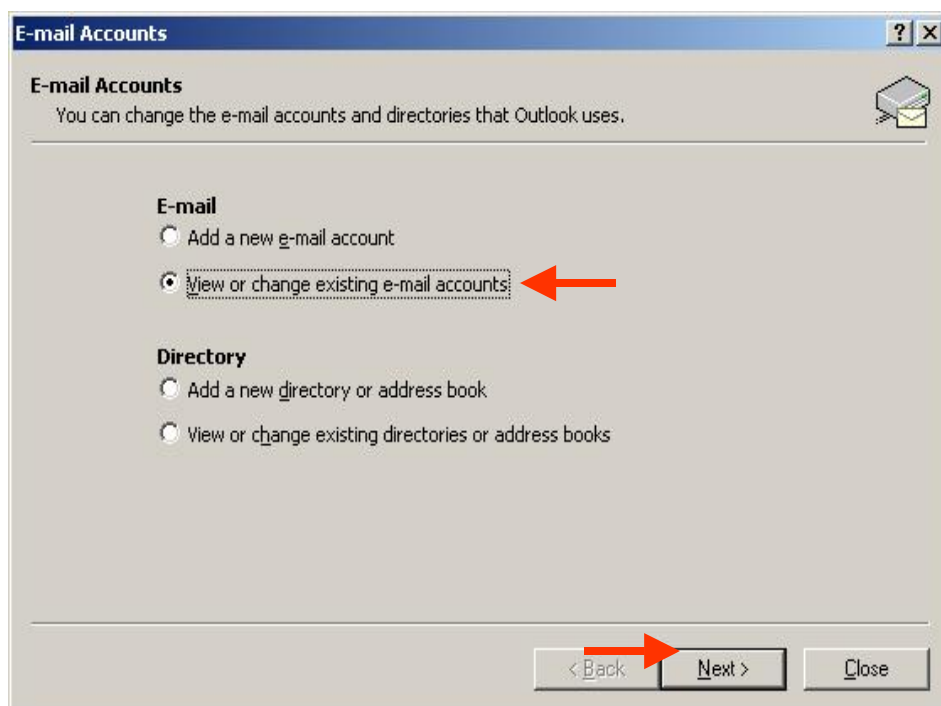 E-mail Accounts
E-mail Accounts
You can change the e-mail accounts and directories that Outlook uses.
E-mail
Add a new e-mail account
View or change existing e-mail accounts
Directory
Add a new directory or address book
View or change existing directories or address books
< Back Next > Close